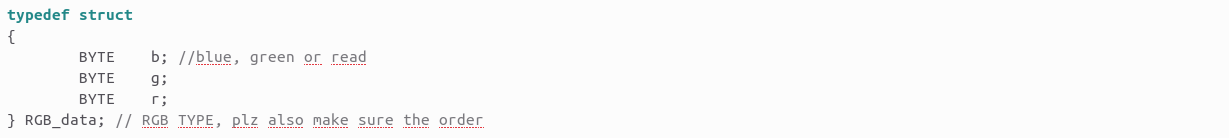 typedef struct
{
        BYTE    b; //blue, green or read
        BYTE    g;
        BYTE    r;
} RGB_data; // RGB TYPE, plz also make sure the order